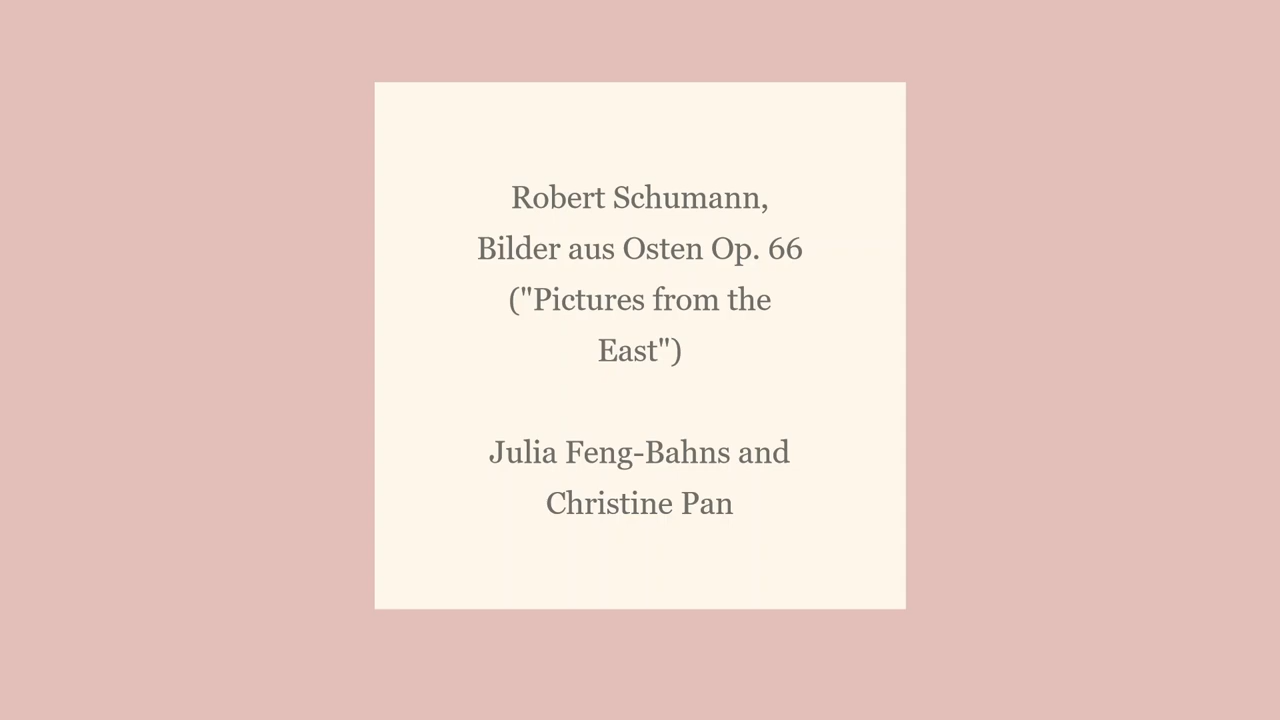 Robert Schumann,
Bilder aus Osten Op. 66
("Pictures from the
East")
Julia Feng-Bahns and
Christine Pan